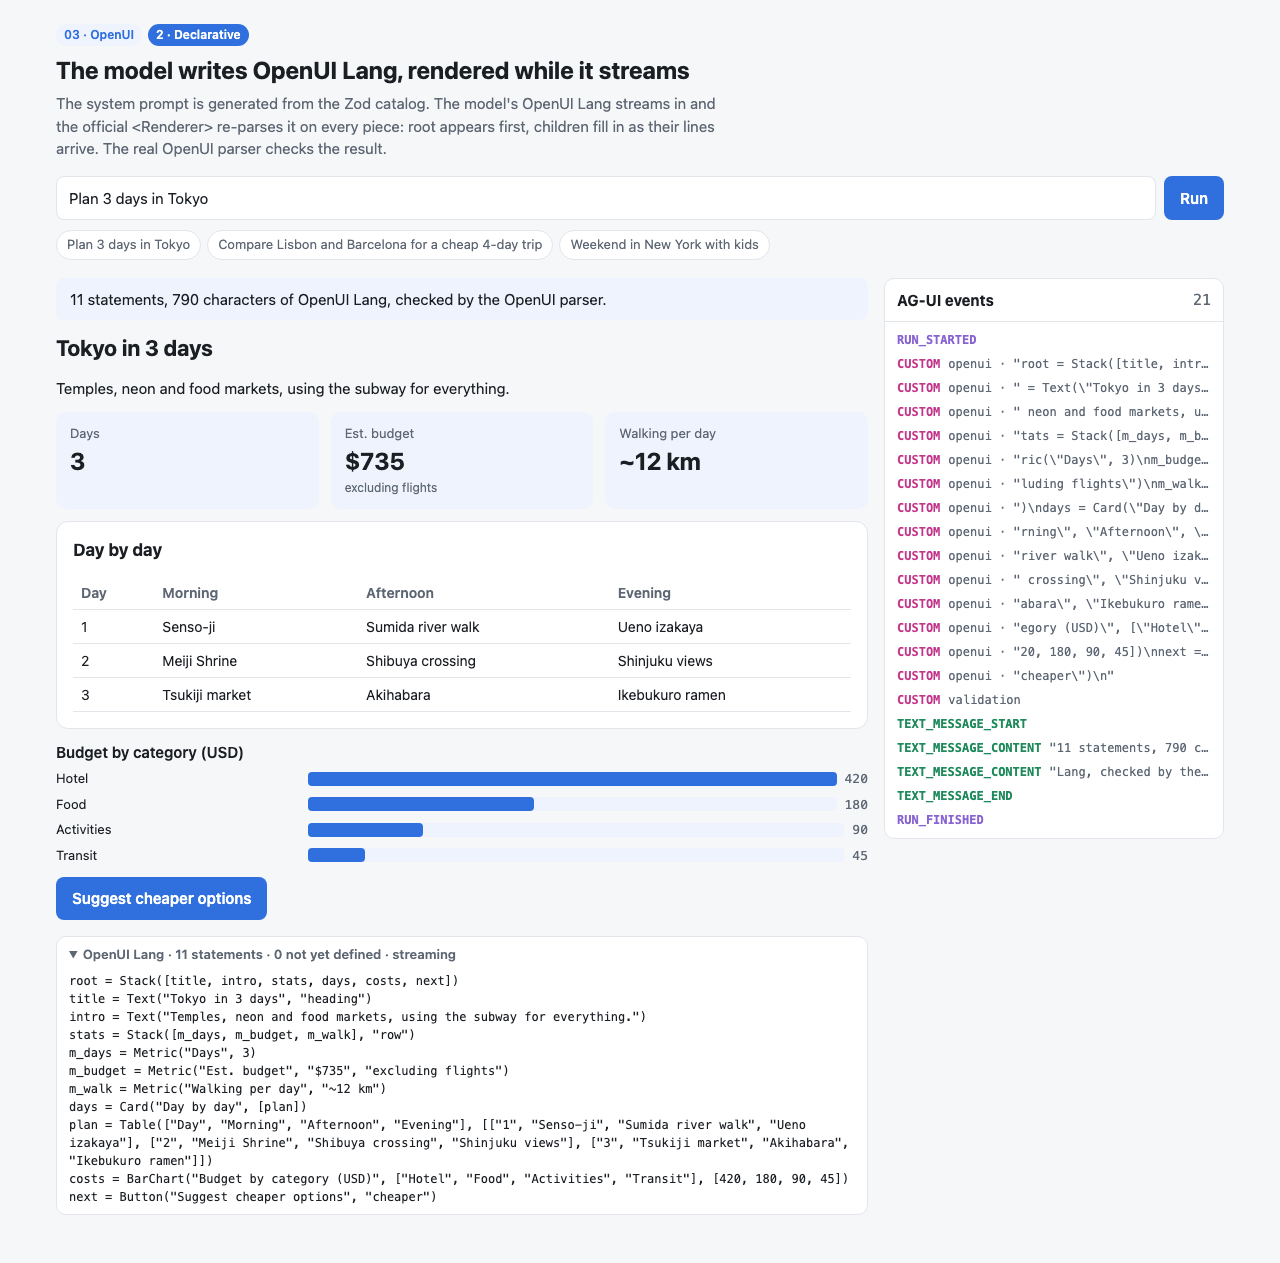 03 · OpenUI
2 · Declarative
The model writes OpenUI Lang, rendered while it streams
The system prompt is generated from the Zod catalog. The model's OpenUI Lang streams in and
the official <Renderer> re-parses it on every piece: root appears first, children fill in as their lines
arrive. The real OpenUI parser checks the result.
Plan 3 days in Tokyo
Run
Plan 3 days in Tokyo
Compare Lisbon and Barcelona for a cheap 4-day trip
Weekend in New York with kids
11 statements, 790 characters of OpenUI Lang, checked by the OpenUI parser.
Tokyo in 3 days
Temples, neon and food markets, using the subway for everything.
Days
3
Est. budget
$735
excluding flights
Walking per day
~12 km
Day by day
Day Morning Afternoon Evening
1 Senso-ji Sumida river walk Ueno izakaya
2 Meiji Shrine Shibuya crossing Shinjuku views
3 Tsukiji market Akihabara Ikebukuro ramen
Budget by category (USD)
Hotel 420
Food 180
Activities 90
Transit 45
Suggest cheaper options
▼ OpenUI Lang · 11 statements · 0 not yet defined · streaming
root = Stack([title, intro, stats, days, costs, next])
title = Text("Tokyo in 3 days", "heading")
intro = Text("Temples, neon and food markets, using the subway for everything.")
stats = Stack([m_days, m_budget, m_walk], "row")
m_days = Metric("Days", 3)
m_budget = Metric("Est. budget", "$735", "excluding flights")
m_walk = Metric("Walking per day", "~12 km")
days = Card("Day by day", [plan])
plan = Table(["Day", "Morning", "Afternoon", "Evening"], [["1", "Senso-ji", "Sumida river walk", "Ueno
izakaya"], ["2", "Meiji Shrine", "Shibuya crossing", "Shinjuku views"], ["3", "Tsukiji market", "Akihabara",
"Ikebukuro ramen"]])
costs = BarChart("Budget by category (USD)", ["Hotel", "Food", "Activities", "Transit"], [420, 180, 90, 45])
next = Button("Suggest cheaper options", "cheaper")
AG-UI events 21
RUN_STARTED
CUSTOM openui · "root = Stack([title, intr…
CUSTOM openui · " = Text(\"Tokyo in 3 days…
CUSTOM openui · " neon and food markets, u…
CUSTOM openui · "tats = Stack([m_days, m_b…
CUSTOM openui · "ric(\"Days\", 3)\nm_budge…
CUSTOM openui · "luding flights\")\nm_walk…
CUSTOM openui · ")\ndays = Card(\"Day by d…
CUSTOM openui · "rning\", \"Afternoon\", \…
CUSTOM openui · "river walk\", \"Ueno izak…
CUSTOM openui · " crossing\", \"Shinjuku v…
CUSTOM openui · "abara\", \"Ikebukuro rame…
CUSTOM openui · "egory (USD)\", [\"Hotel\"…
CUSTOM openui · "20, 180, 90, 45])\nnext =…
CUSTOM openui · "cheaper\")\n"
CUSTOM validation
TEXT_MESSAGE_START
TEXT_MESSAGE_CONTENT "11 statements, 790 c…
TEXT_MESSAGE_CONTENT "Lang, checked by the…
TEXT_MESSAGE_END
RUN_FINISHED